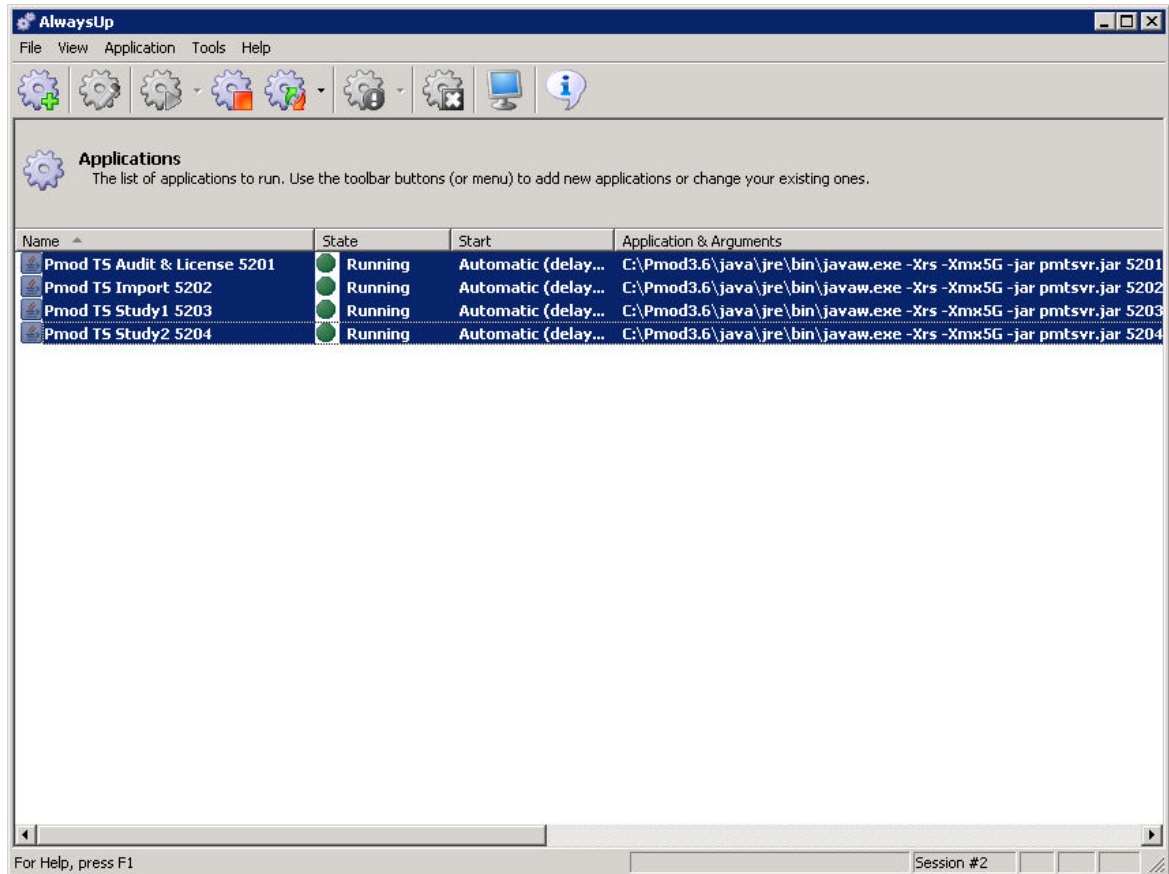 AlwaysUp
File View Application Tools Help
Applications
The list of applications to run. Use the toolbar buttons (or menu) to add new applications or change your existing ones.
Name State Start Application & Arguments
Pmod TS Audit & License 5201 Running Automatic (delay... C:\Pmod3.6\java\jre\bin\javaw.exe -Xrs -Xmx5G -jar pmtsvr.jar 5201
Pmod TS Import 5202 Running Automatic (delay... C:\Pmod3.6\java\jre\bin\javaw.exe -Xrs -Xmx5G -jar pmtsvr.jar 5202
Pmod TS Study1 5203 Running Automatic (delay... C:\Pmod3.6\java\jre\bin\javaw.exe -Xrs -Xmx5G -jar pmtsvr.jar 5203
Pmod TS Study2 5204 Running Automatic (delay... C:\Pmod3.6\java\jre\bin\javaw.exe -Xrs -Xmx5G -jar pmtsvr.jar 5204
For Help, press F1 Session #2